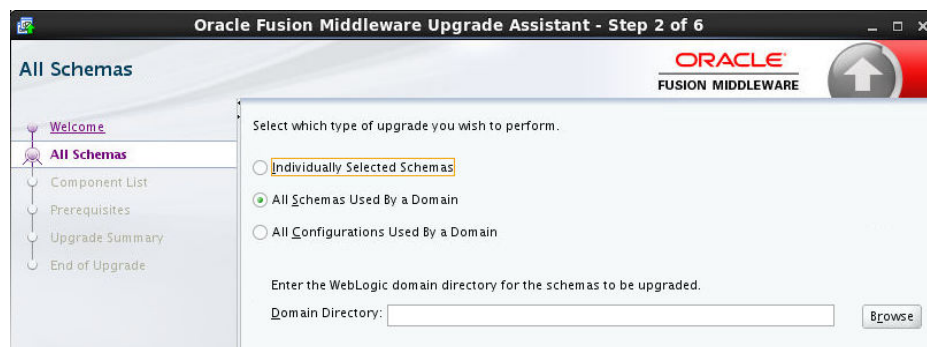 Oracle Fusion Middleware Upgrade Assistant - Step 2 of 6
All Schemas
ORACLE
FUSION MIDDLEWARE
Welcome
All Schemas
Component List
Prerequisites
Upgrade Summary
End of Upgrade
Select which type of upgrade you wish to perform.
Individually Selected Schemas
All Schemas Used By a Domain
All Configurations Used By a Domain
Enter the WebLogic domain directory for the schemas to be upgraded.
Domain Directory:
Browse